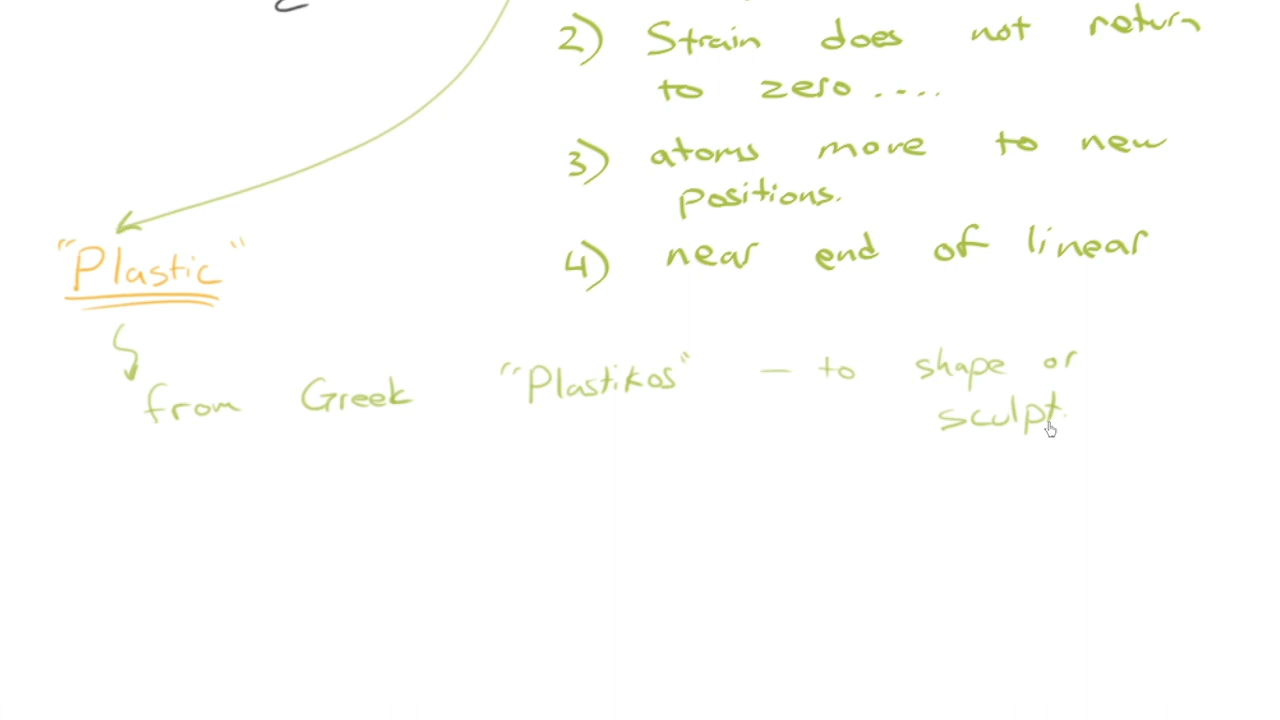 2) Strain does not return
to zero ....
3) atoms move to new
positions.
4) near end of linear
"Plastic"
from Greek "Plastikos" — to shape or
sculpt.